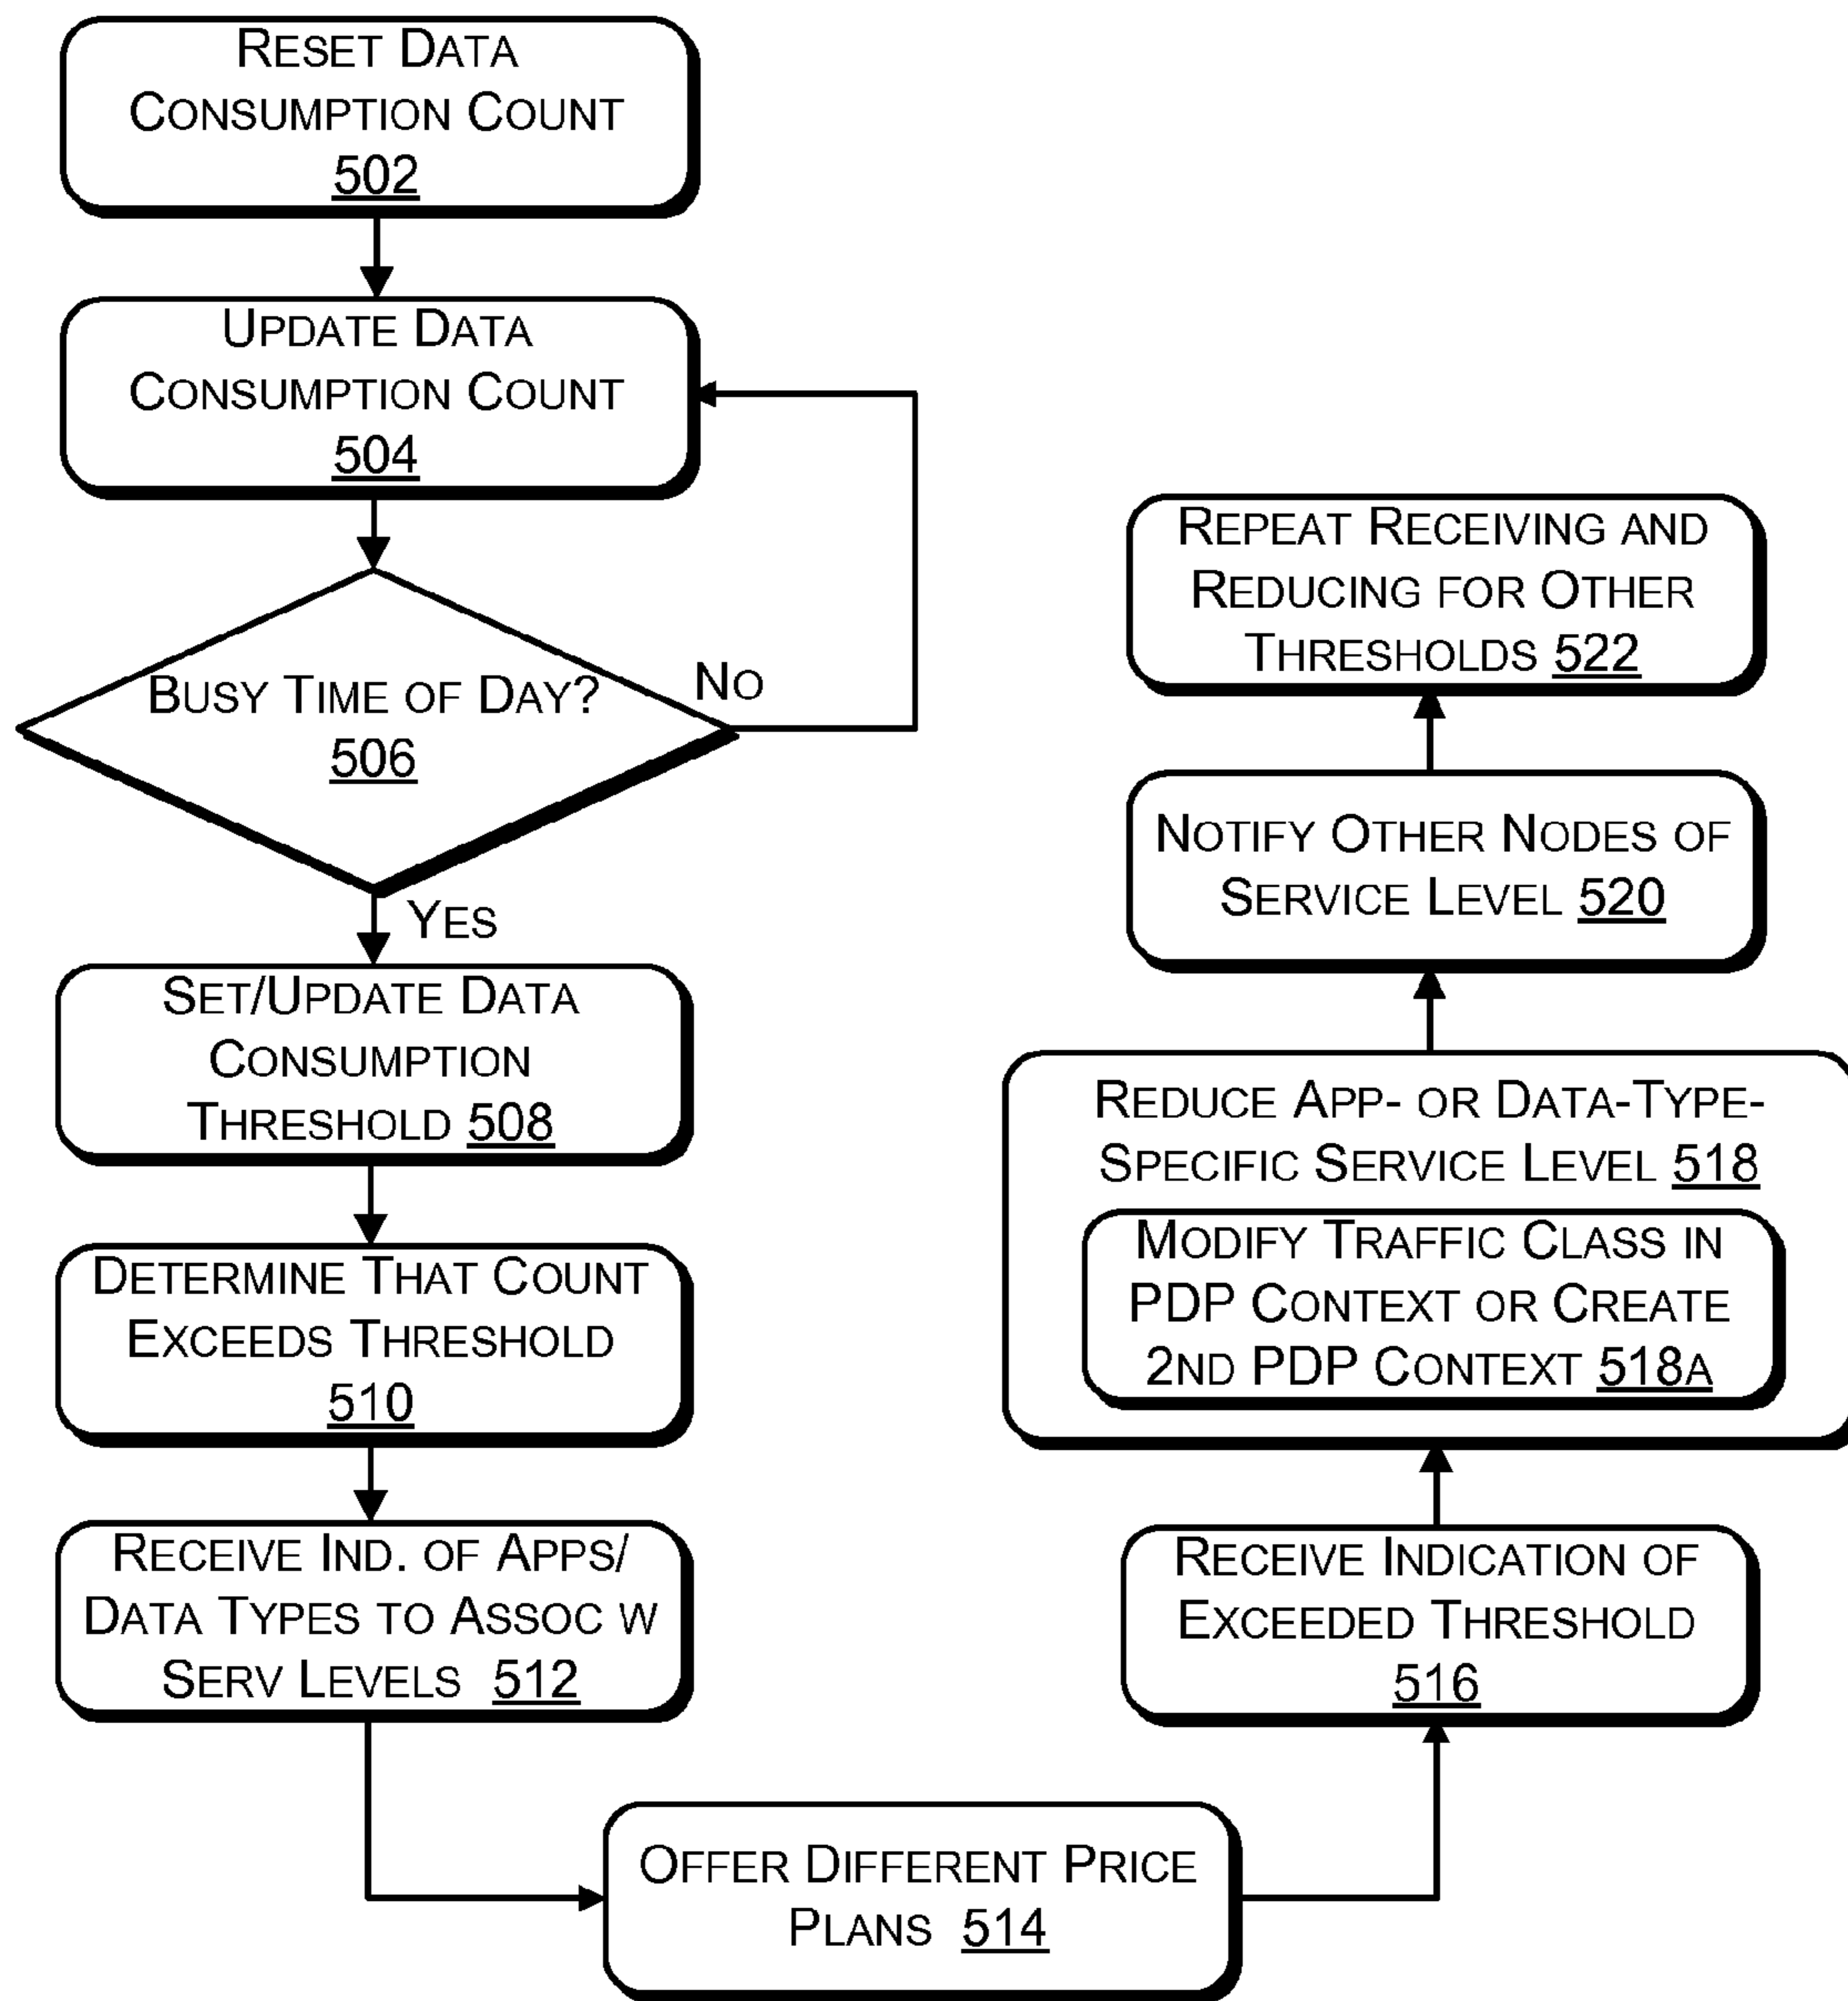 RESET DATA
CONSUMPTION COUNT
502
UPDATE DATA
CONSUMPTION COUNT
504
BUSY TIME OF DAY?
506
NO
YES
SET/UPDATE DATA
CONSUMPTION
THRESHOLD 508
DETERMINE THAT COUNT
EXCEEDS THRESHOLD
510
RECEIVE IND. OF APPS/
DATA TYPES TO ASSOC W
SERV LEVELS 512
OFFER DIFFERENT PRICE
PLANS 514
RECEIVE INDICATION OF
EXCEEDED THRESHOLD
516
REDUCE APP- OR DATA-TYPE-
SPECIFIC SERVICE LEVEL 518
MODIFY TRAFFIC CLASS IN
PDP CONTEXT OR CREATE
2ND PDP CONTEXT 518A
NOTIFY OTHER NODES OF
SERVICE LEVEL 520
REPEAT RECEIVING AND
REDUCING FOR OTHER
THRESHOLDS 522